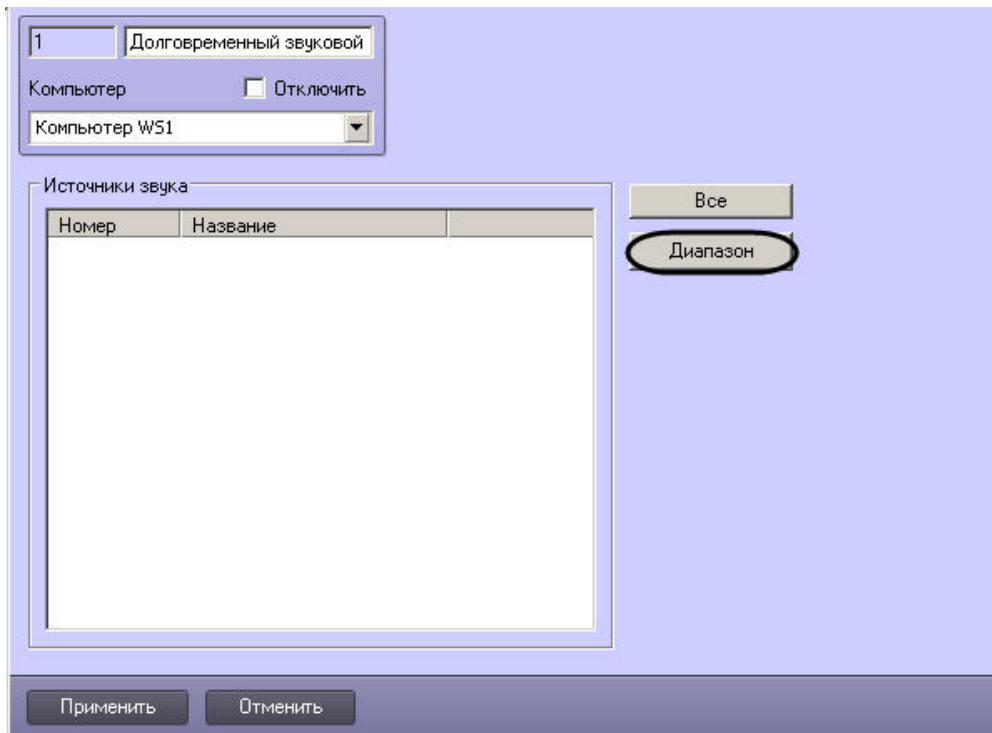 1 Долговременный звуковой
Компьютер Отключить
Компьютер WS1
Источники звука
Все
Номер Название
Диапазон
Применить Отменить